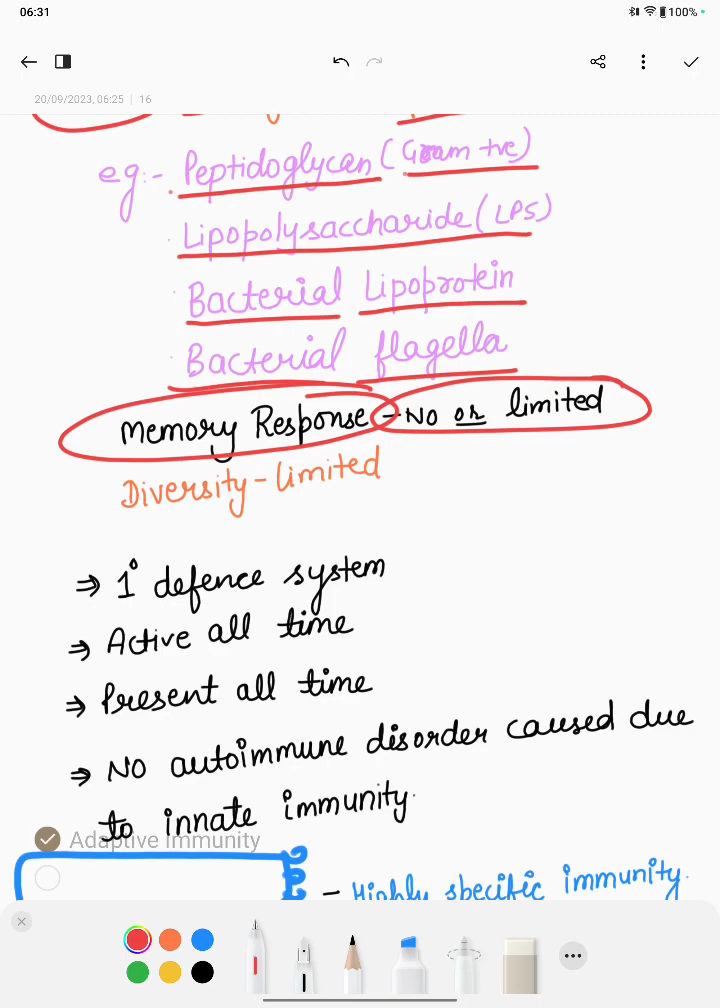 06:31
100%
20/09/2023, 06:25 | 16
eg:- Peptidoglycan (Gram +ve)
Lipopolysaccharide (LPS)
Bacterial Lipoprotein
Bacterial flagella
Memory Response - No or limited
Diversity - limited
⇒ 1° defence system
⇒ Active all time
⇒ Present all time
⇒ No autoimmune disorder caused due
to innate immunity.
Adaptive Immunity
- Highly specific immunity.